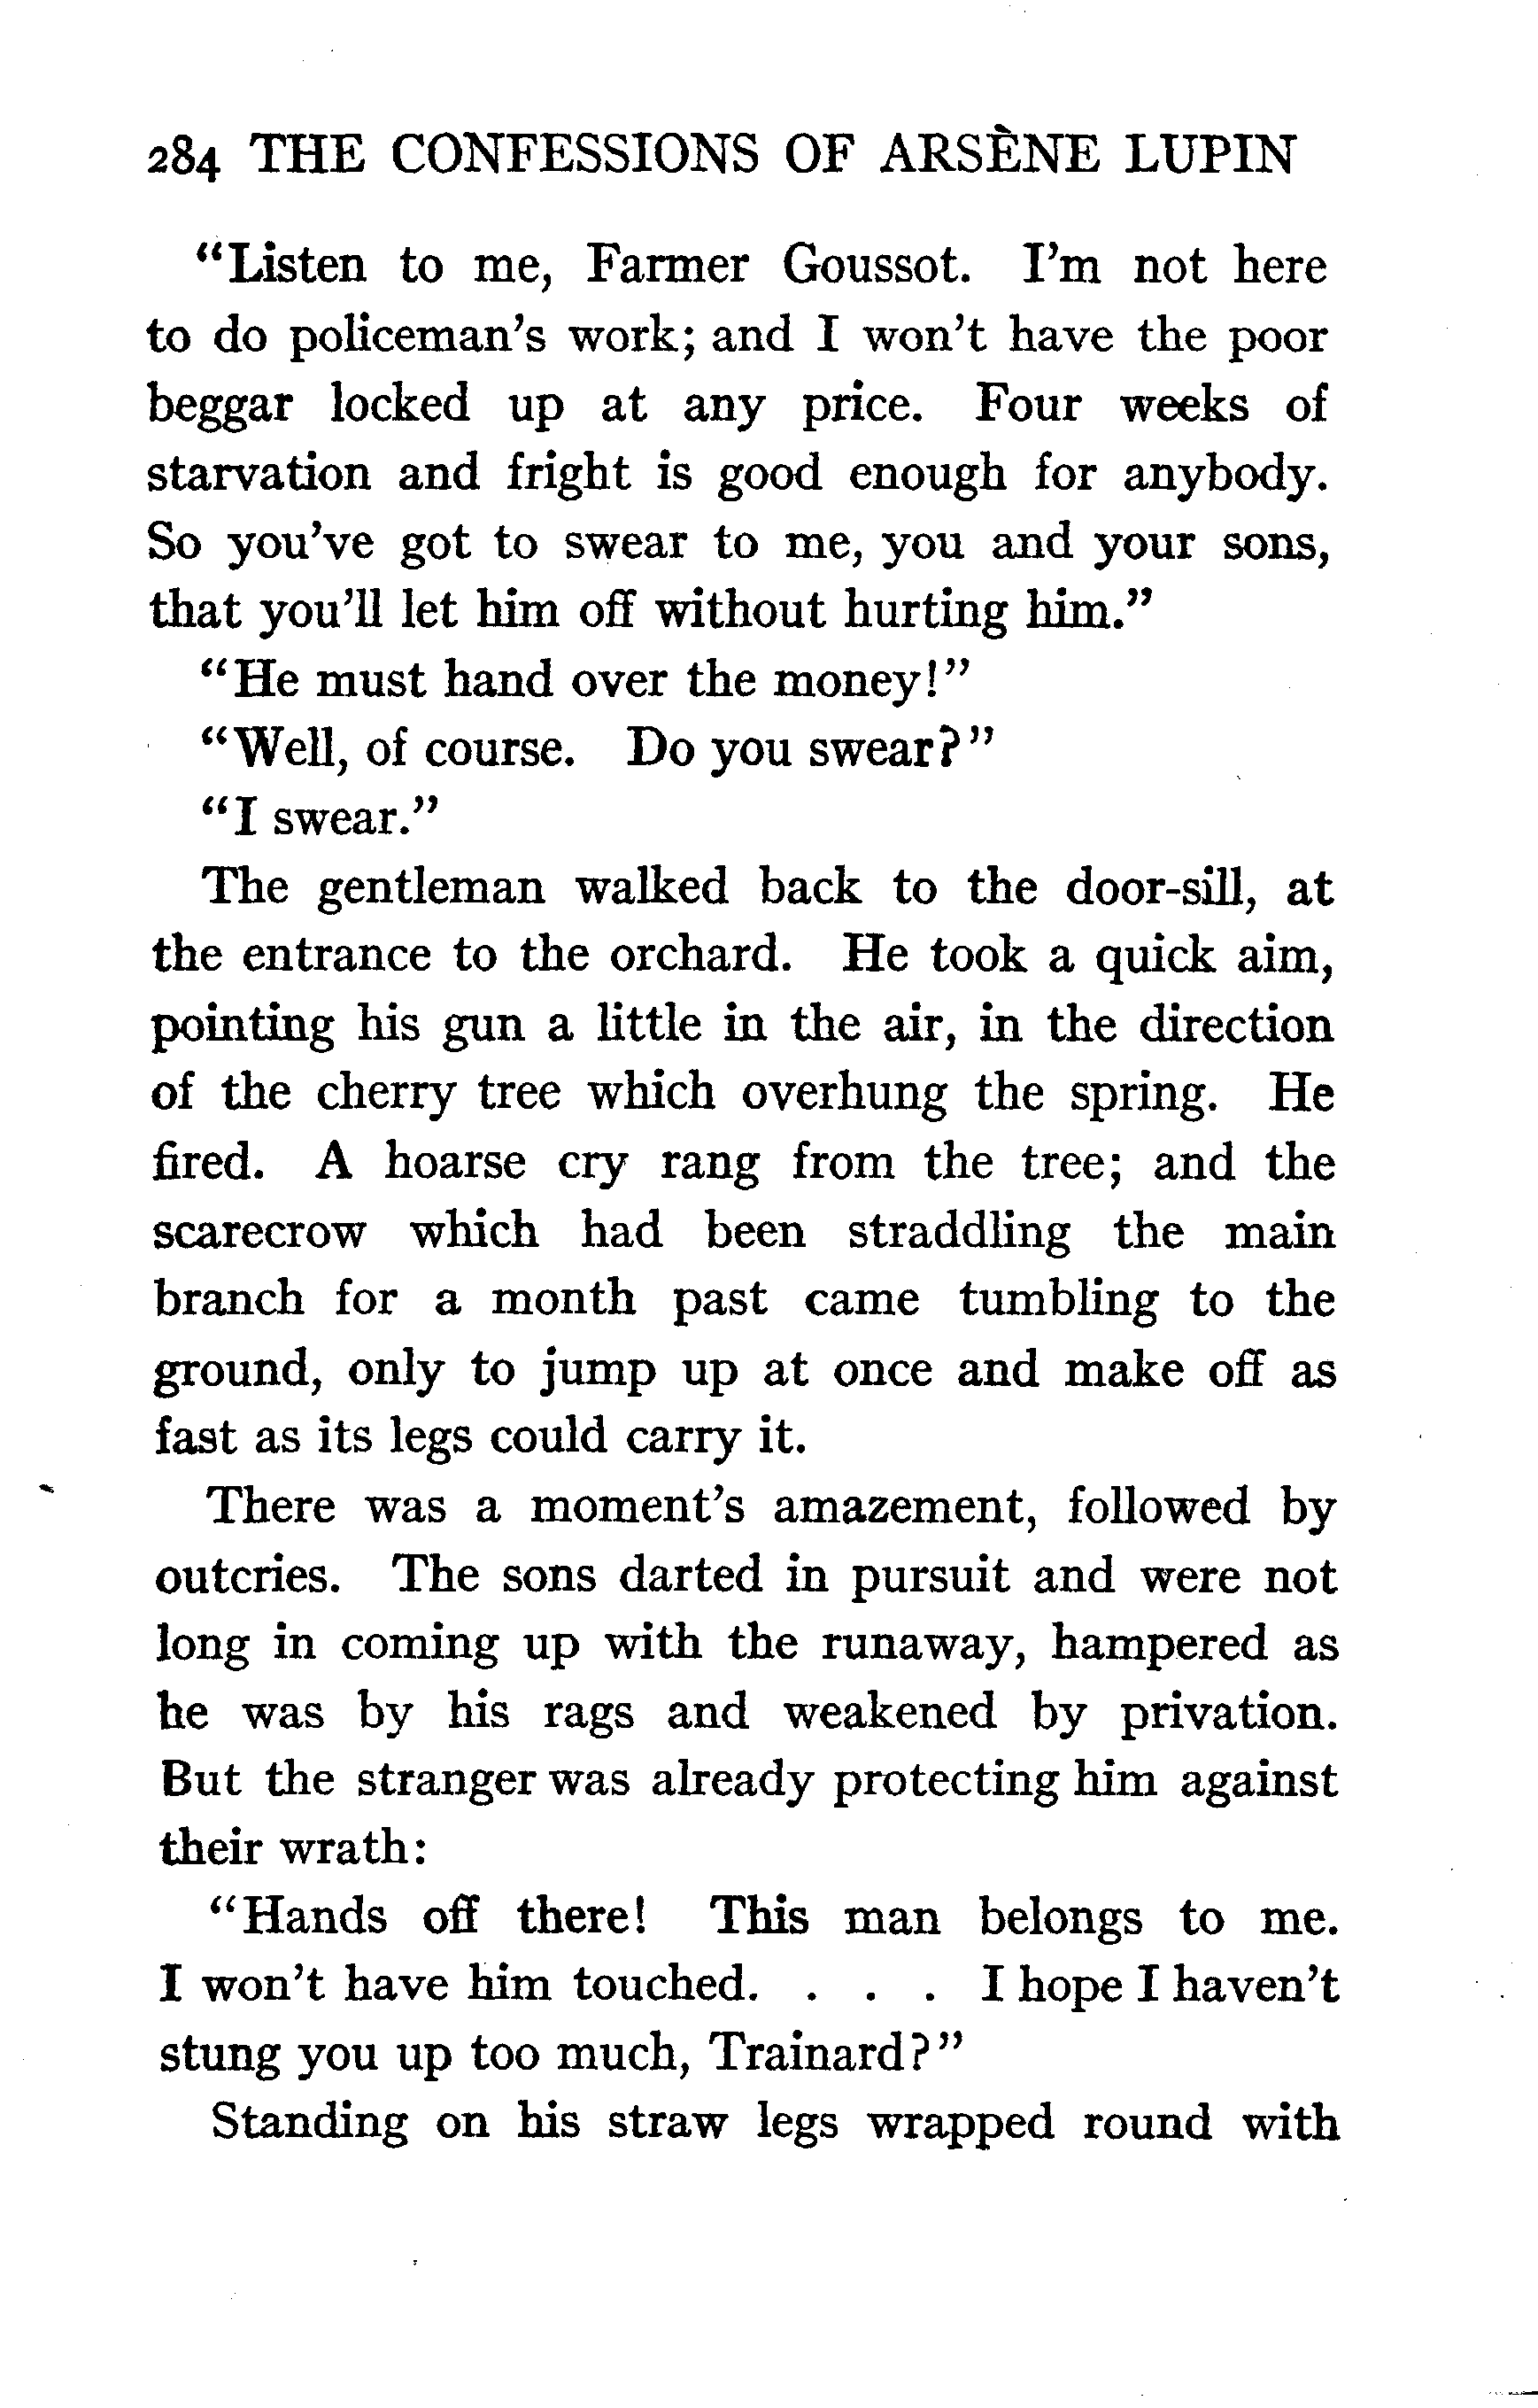 284 THE CONFESSIONS OF ARSÈNE LUPIN
"Listen to me, Farmer Goussot. I'm not here
to do policeman's work; and I won't have the poor
beggar locked up at any price. Four weeks of
starvation and fright is good enough for anybody.
So you've got to swear to me, you and your sons,
that you'll let him off without hurting him."
"He must hand over the money!"
"Well, of course. Do you swear?"
"I swear."
The gentleman walked back to the door-sill, at
the entrance to the orchard. He took a quick aim,
pointing his gun a little in the air, in the direction
of the cherry tree which overhung the spring. He
fired. A hoarse cry rang from the tree; and the
scarecrow which had been straddling the main
branch for a month past came tumbling to the
ground, only to jump up at once and make off as
fast as its legs could carry it.
There was a moment's amazement, followed by
outcries. The sons darted in pursuit and were not
long in coming up with the runaway, hampered as
he was by his rags and weakened by privation.
But the stranger was already protecting him against
their wrath:
"Hands off there! This man belongs to me.
I won't have him touched. . . . I hope I haven't
stung you up too much, Trainard?"
Standing on his straw legs wrapped round with